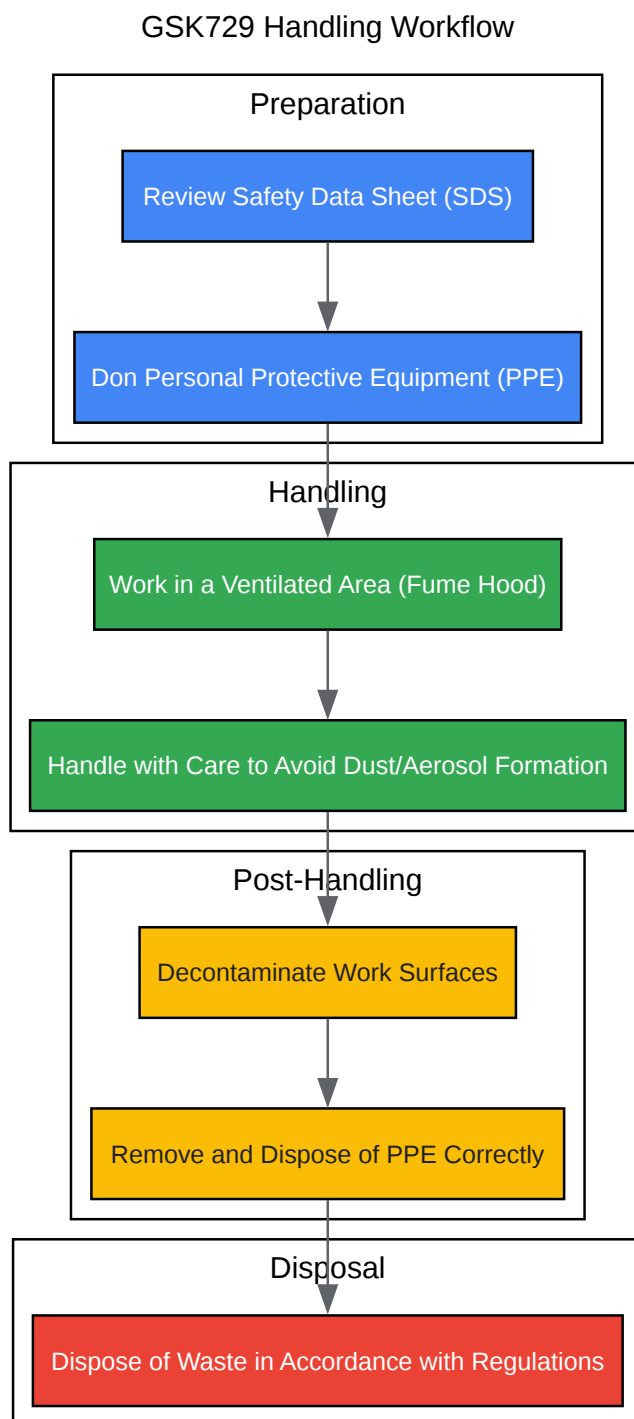 GSK729 Handling Workflow
Preparation
Review Safety Data Sheet (SDS)
Don Personal Protective Equipment (PPE)
Handling
Work in a Ventilated Area (Fume Hood)
Handle with Care to Avoid Dust/Aerosol Formation
Post-Handling
Decontaminate Work Surfaces
Remove and Dispose of PPE Correctly
Disposal
Dispose of Waste in Accordance with Regulations